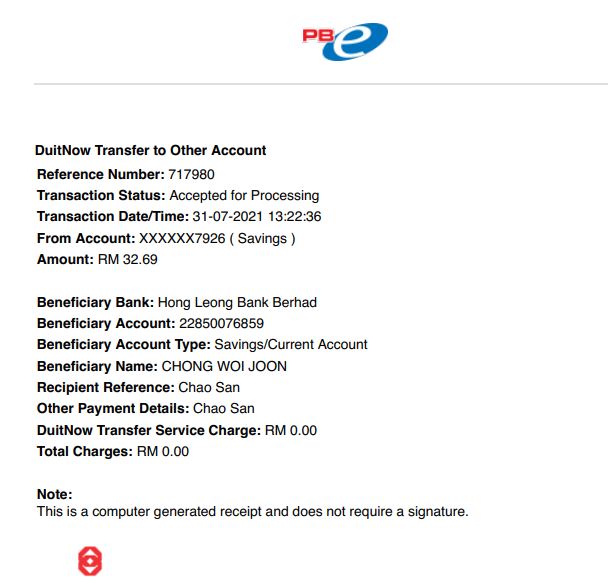 PBe
DuitNow Transfer to Other Account
Reference Number: 717980
Transaction Status: Accepted for Processing
Transaction Date/Time: 31-07-2021 13:22:36
From Account: XXXXXX7926 ( Savings )
Amount: RM 32.69
Beneficiary Bank: Hong Leong Bank Berhad
Beneficiary Account: 22850076859
Beneficiary Account Type: Savings/Current Account
Beneficiary Name: CHONG WOI JOON
Recipient Reference: Chao San
Other Payment Details: Chao San
DuitNow Transfer Service Charge: RM 0.00
Total Charges: RM 0.00
Note:
This is a computer generated receipt and does not require a signature.